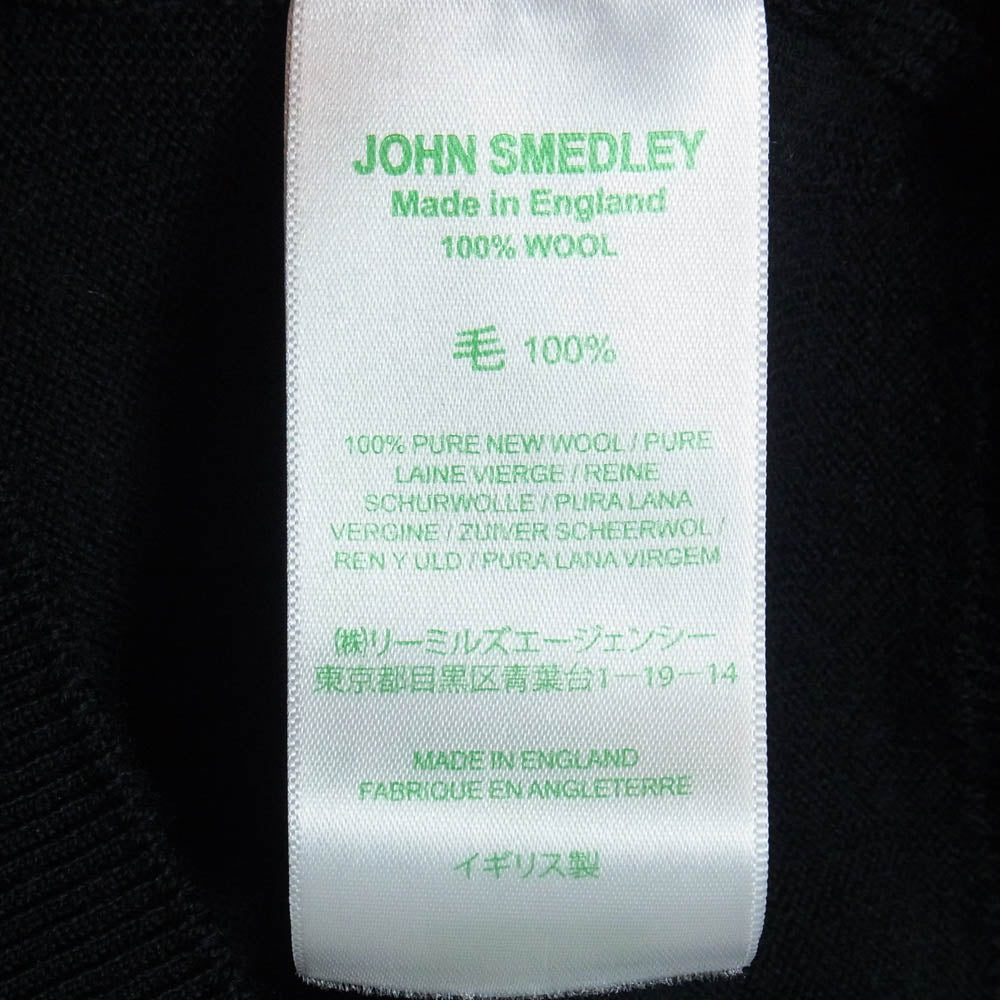 JOHN SMEDLEY
Made in England
100% WOOL
毛 100%
100% PURE NEW WOOL / PURE
LAINE VIERGE / REINE
SCHURWOLLE / PURA LANA
VERGINE / ZUIVER SCHEERWOL /
REN Y ULD / PURA LANA VIRGEM
㈱リーミルズエージェンシー
東京都目黒区青葉台1-19-14
MADE IN ENGLAND
FABRIQUE EN ANGLETERRE
イギリス製